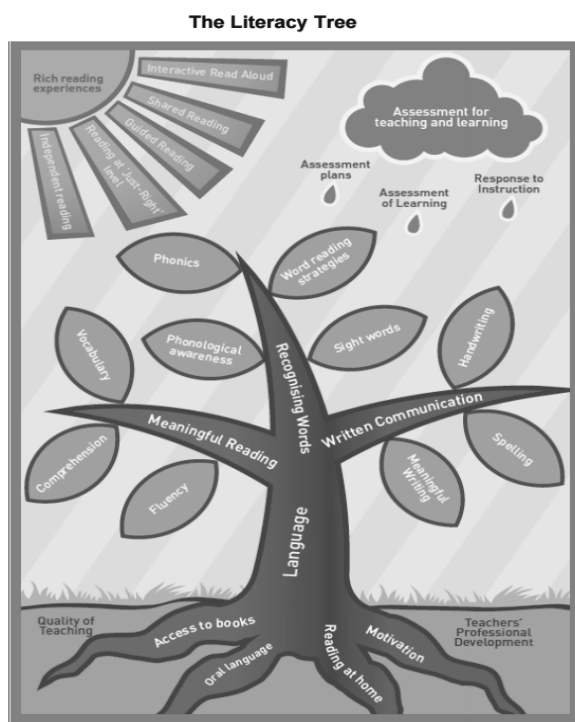 The Literacy Tree
Rich reading
experiences
Interactive Read Aloud
Shared Reading
Guided Reading
Reading at 'Just-Right'
level
Independent reading
Assessment for
teaching and learning
Assessment
plans
Assessment
of Learning
Response to
Instruction
Phonics
Word reading
strategies
Vocabulary
Phonological
awareness
Sight words
Handwriting
Recognising Words
Meaningful Reading
Written Communication
Comprehension
Fluency
Meaningful
Writing
Spelling
Language
Quality of
Teaching
Access to books
Oral language
Reading at
home
Motivation
Teachers'
Professional
Development